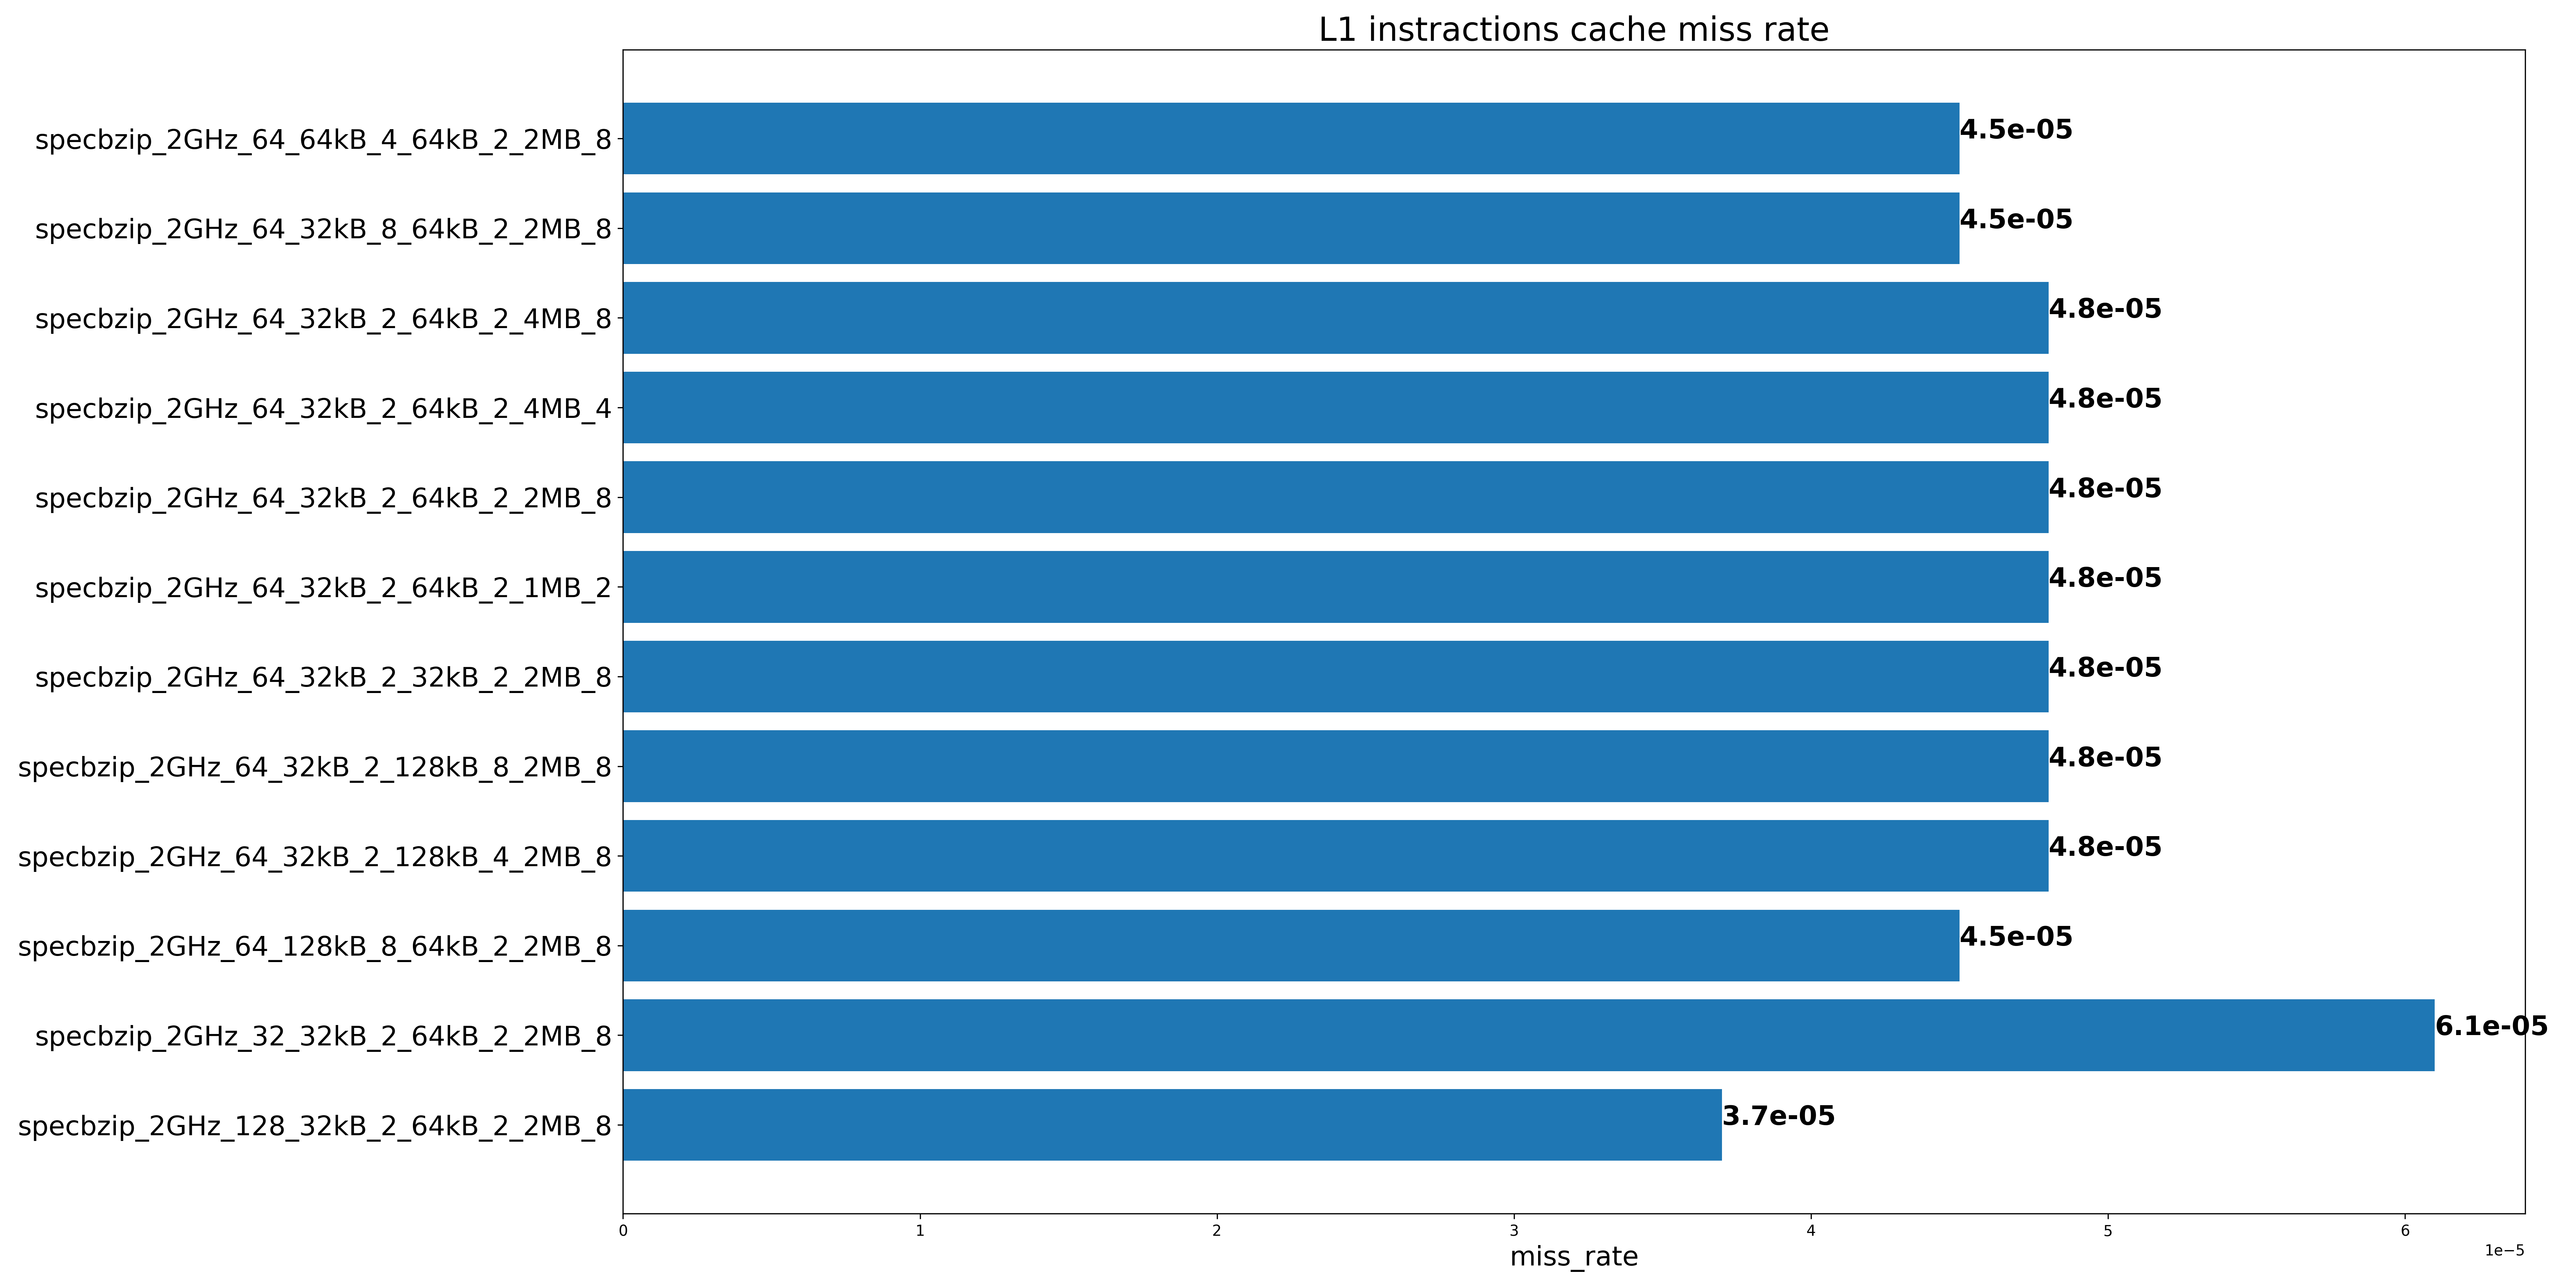 L1 instractions cache miss rate
specbzip_2GHz_64_64kB_4_64kB_2_2MB_8
4.5e-05
specbzip_2GHz_64_32kB_8_64kB_2_2MB_8
4.5e-05
specbzip_2GHz_64_32kB_2_64kB_2_4MB_8
4.8e-05
specbzip_2GHz_64_32kB_2_64kB_2_4MB_4
4.8e-05
specbzip_2GHz_64_32kB_2_64kB_2_2MB_8
4.8e-05
specbzip_2GHz_64_32kB_2_64kB_2_1MB_2
4.8e-05
specbzip_2GHz_64_32kB_2_32kB_2_2MB_8
4.8e-05
specbzip_2GHz_64_32kB_2_128kB_8_2MB_8
4.8e-05
specbzip_2GHz_64_32kB_2_128kB_4_2MB_8
4.8e-05
specbzip_2GHz_64_128kB_8_64kB_2_2MB_8
4.5e-05
specbzip_2GHz_32_32kB_2_64kB_2_2MB_8
6.1e-05
specbzip_2GHz_128_32kB_2_64kB_2_2MB_8
3.7e-05
0 1 2 3 4 5 6
1e−5
miss_rate